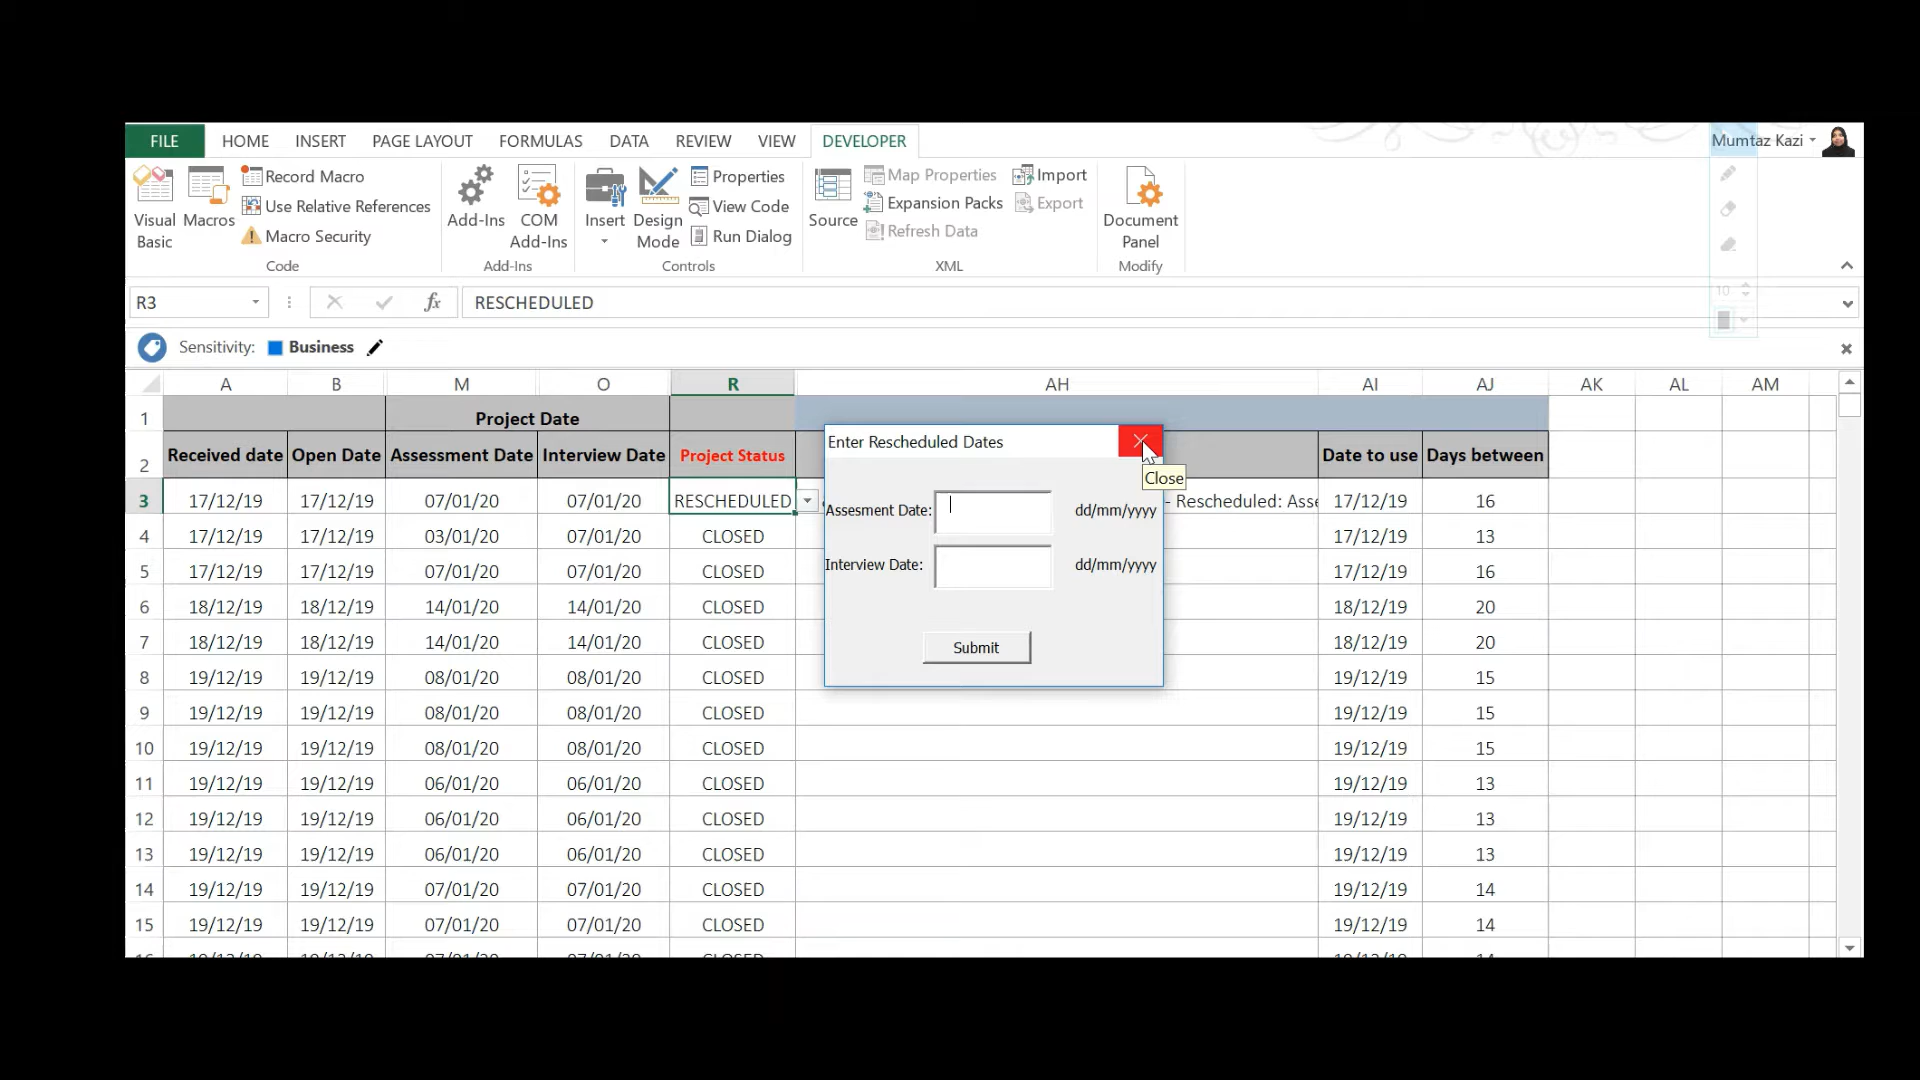 FILE HOME INSERT PAGE LAYOUT FORMULAS DATA REVIEW VIEW DEVELOPER Mumtaz Kazi
Visual Basic
Macros
Record Macro
Use Relative References
Macro Security
Code
Add-Ins
COM Add-Ins
Add-Ins
Insert
Design Mode
Properties
View Code
Run Dialog
Controls
Source
Map Properties
Expansion Packs
Refresh Data
Import
Export
XML
Document Panel
Modify
10
R3 fx RESCHEDULED
Sensitivity: Business
A B M O R AH AI AJ AK AL AM
1 Project Date
2 Received date Open Date Assessment Date Interview Date Project Status Date to use Days between
3 17/12/19 17/12/19 07/01/20 07/01/20 RESCHEDULED - Rescheduled: Asse 17/12/19 16
4 17/12/19 17/12/19 03/01/20 07/01/20 CLOSED 17/12/19 13
5 17/12/19 17/12/19 07/01/20 07/01/20 CLOSED 17/12/19 16
6 18/12/19 18/12/19 14/01/20 14/01/20 CLOSED 18/12/19 20
7 18/12/19 18/12/19 14/01/20 14/01/20 CLOSED 18/12/19 20
8 19/12/19 19/12/19 08/01/20 08/01/20 CLOSED 19/12/19 15
9 19/12/19 19/12/19 08/01/20 08/01/20 CLOSED 19/12/19 15
10 19/12/19 19/12/19 08/01/20 08/01/20 CLOSED 19/12/19 15
11 19/12/19 19/12/19 06/01/20 06/01/20 CLOSED 19/12/19 13
12 19/12/19 19/12/19 06/01/20 06/01/20 CLOSED 19/12/19 13
13 19/12/19 19/12/19 06/01/20 06/01/20 CLOSED 19/12/19 13
14 19/12/19 19/12/19 07/01/20 07/01/20 CLOSED 19/12/19 14
15 19/12/19 19/12/19 07/01/20 07/01/20 CLOSED 19/12/19 14
Enter Rescheduled Dates
Close
Assesment Date: dd/mm/yyyy
Interview Date: dd/mm/yyyy
Submit